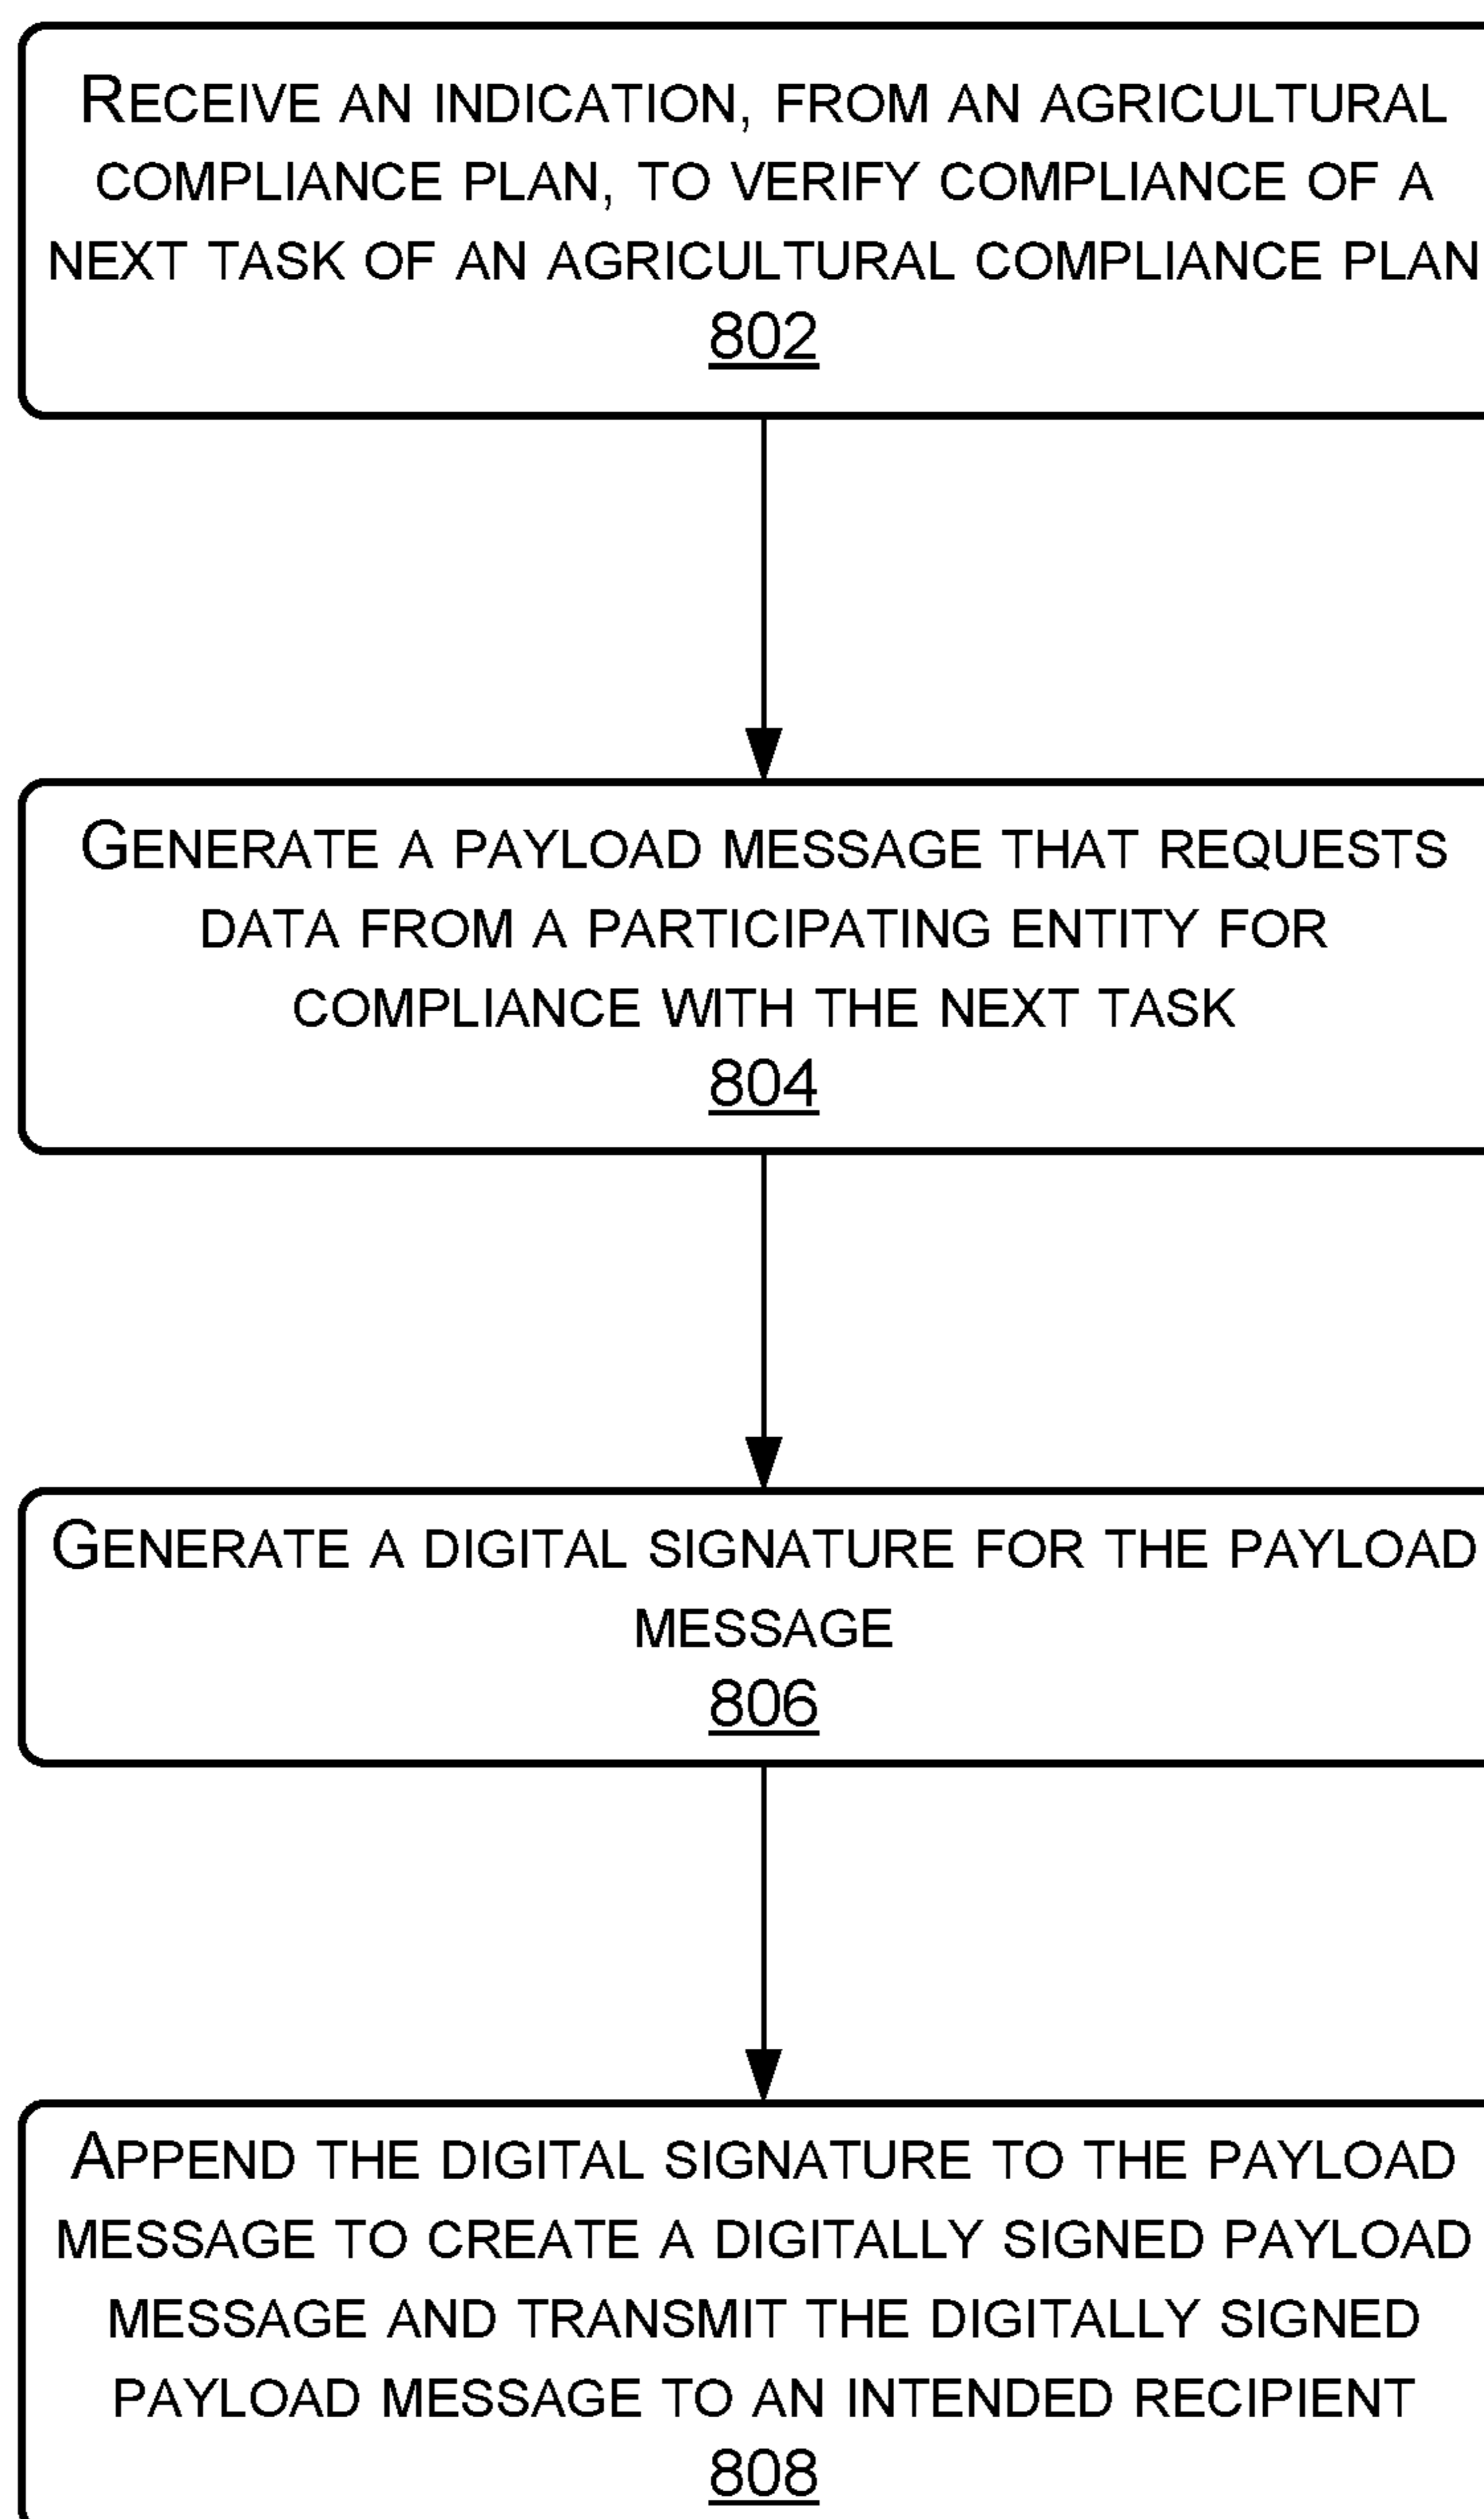 RECEIVE AN INDICATION, FROM AN AGRICULTURAL
COMPLIANCE PLAN, TO VERIFY COMPLIANCE OF A
NEXT TASK OF AN AGRICULTURAL COMPLIANCE PLAN
802
GENERATE A PAYLOAD MESSAGE THAT REQUESTS
DATA FROM A PARTICIPATING ENTITY FOR
COMPLIANCE WITH THE NEXT TASK
804
GENERATE A DIGITAL SIGNATURE FOR THE PAYLOAD
MESSAGE
806
APPEND THE DIGITAL SIGNATURE TO THE PAYLOAD
MESSAGE TO CREATE A DIGITALLY SIGNED PAYLOAD
MESSAGE AND TRANSMIT THE DIGITALLY SIGNED
PAYLOAD MESSAGE TO AN INTENDED RECIPIENT
808